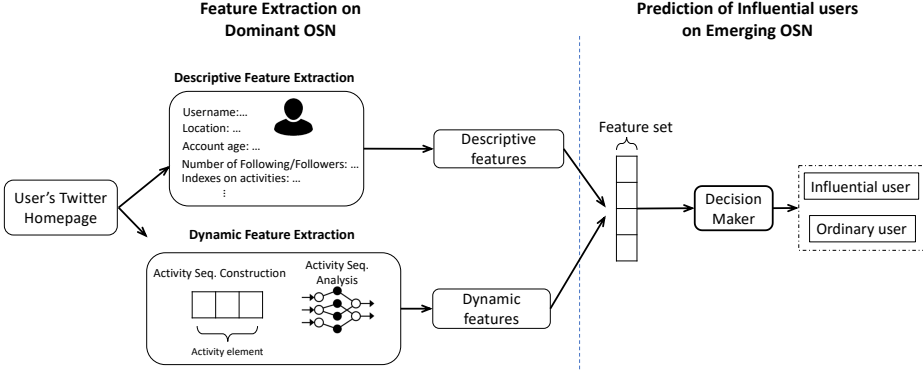 Feature Extraction on
Dominant OSN
Prediction of Influential users
on Emerging OSN
Descriptive Feature Extraction
Username:...
Location: ...
Account age: ...
Number of Following/Followers: ...
Indexes on activities: ...
⋮
Descriptive
features
Feature set
User's Twitter
Homepage
Decision
Maker
Influential user
Ordinary user
Dynamic Feature Extraction
Activity Seq. Construction
Activity Seq.
Analysis
Activity element
Dynamic
features